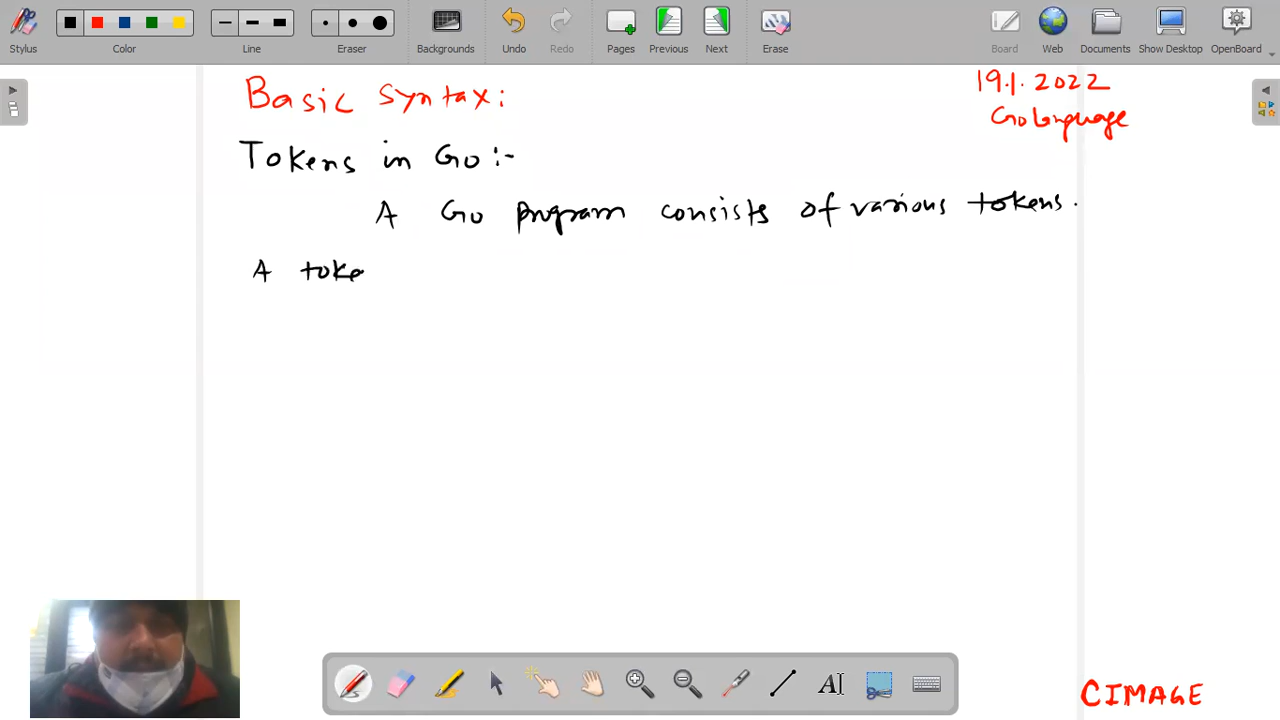 Stylus
Color
Line
Eraser
Backgrounds
Undo
Redo
Pages
Previous
Next
Erase
Board
Web
Documents
Show Desktop
OpenBoard
Basic Syntax:
19.1.2022
Go Language
Tokens in Go :-
A Go program consists of various tokens.
A toke
CIMAGE